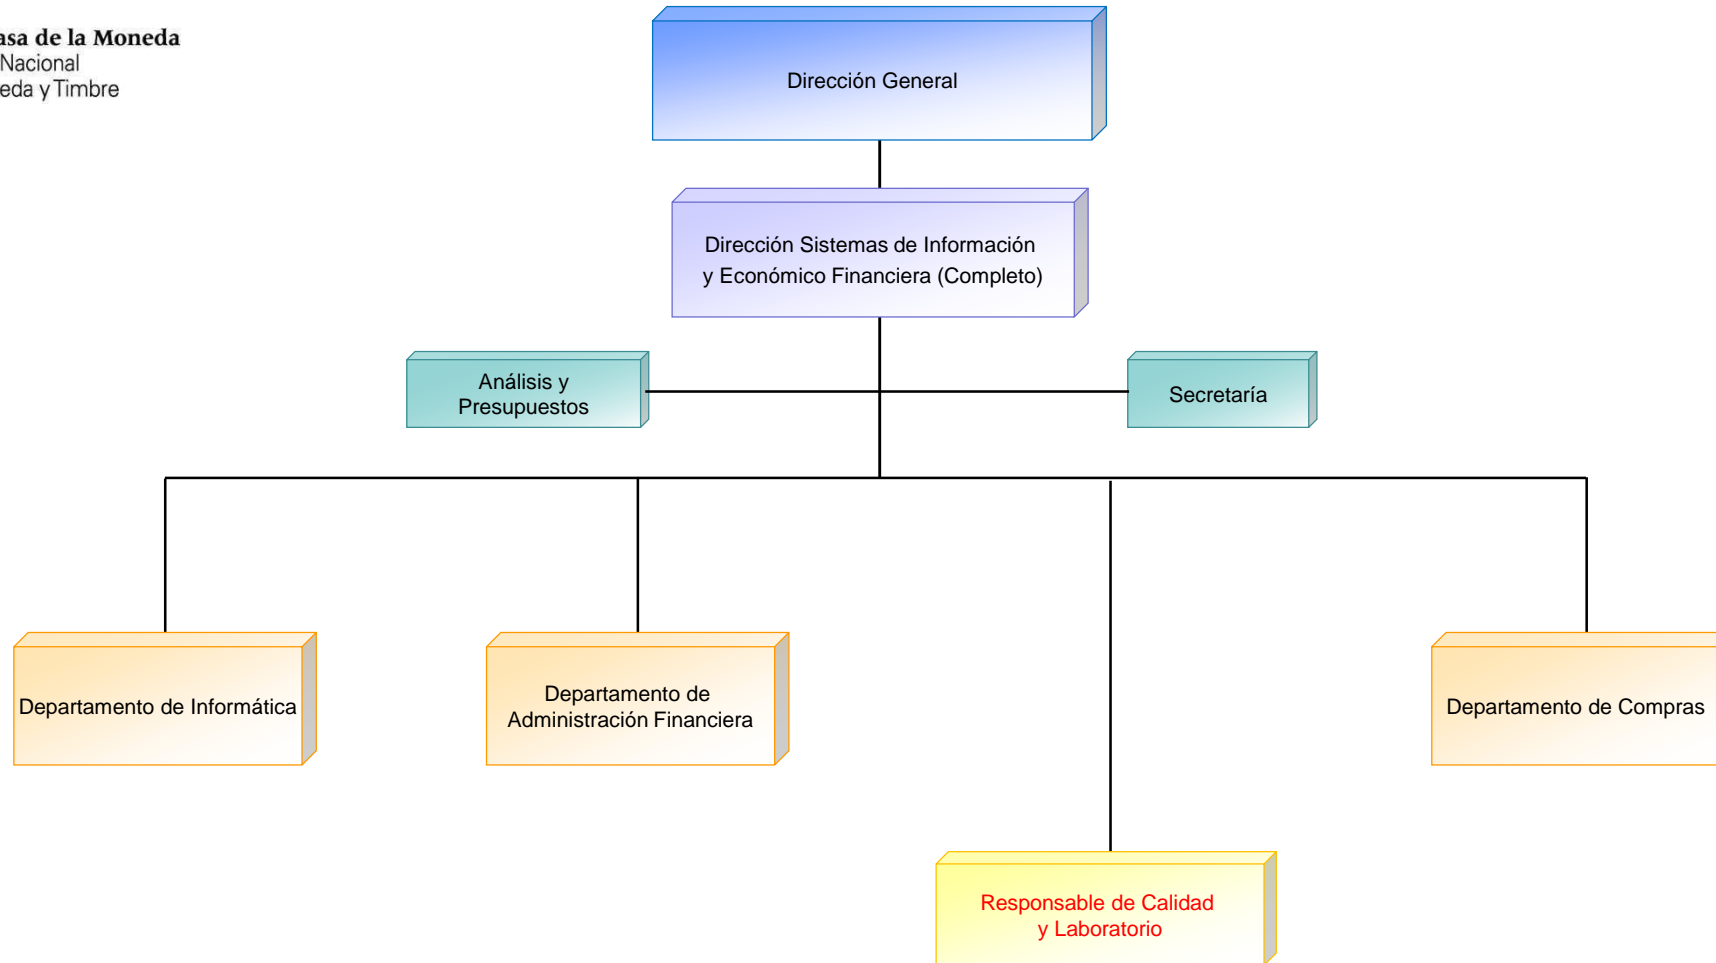 asa de la Moneda
Nacional
eda y Timbre
Dirección General
Dirección Sistemas de Información
y Económico Financiera (Completo)
Análisis y
Presupuestos
Secretaría
Departamento de Informática
Departamento de
Administración Financiera
Departamento de Compras
Responsable de Calidad
y Laboratorio